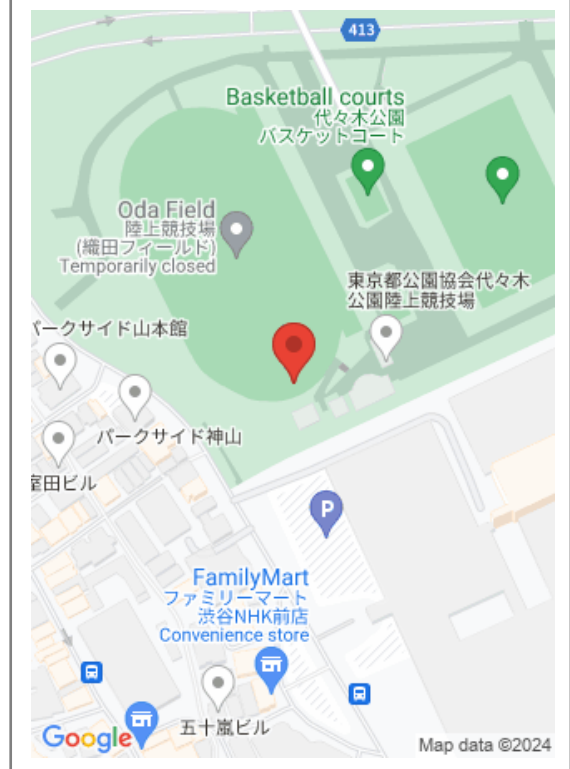 413
Basketball courts
代々木公園
バスケットコート
Oda Field
陸上競技場
(織田フィールド)
Temporarily closed
東京都公園協会代々木
公園陸上競技場
パークサイド山本館
パークサイド神山
室田ビル
P
FamilyMart
ファミリーマート
渋谷NHK前店
Convenience store
五十嵐ビル
Google
Map data ©2024